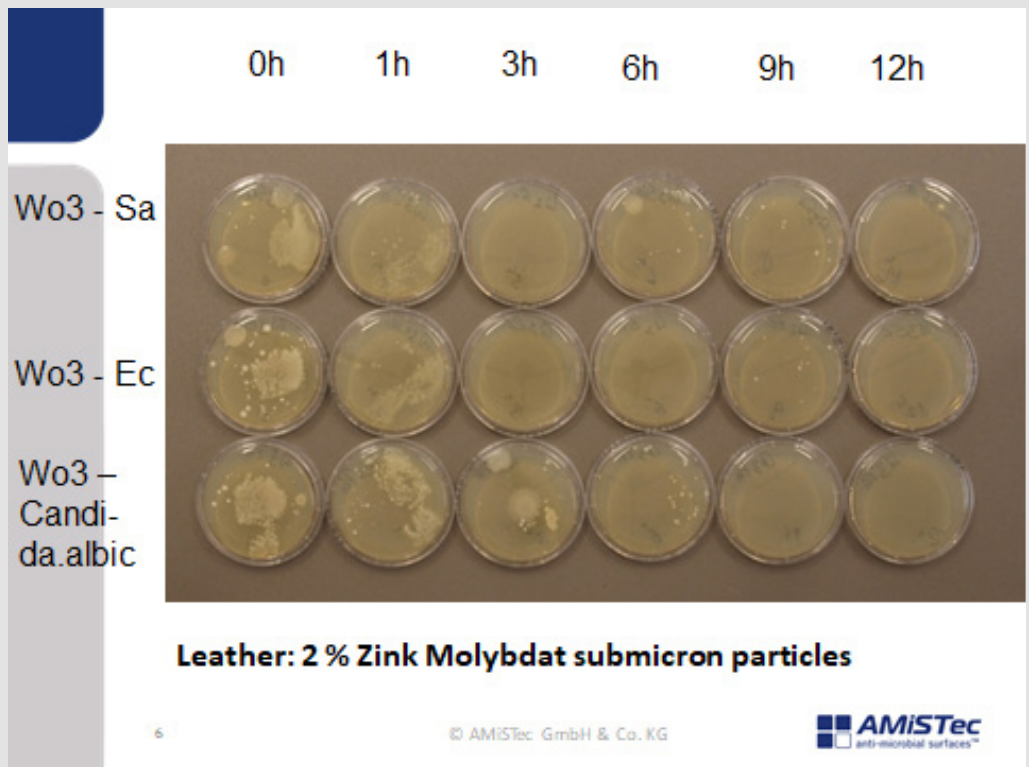 0h 1h 3h 6h 9h 12h
Wo3 - Sa
Wo3 - Ec
Wo3 –
Candi-
da.albic
Leather: 2 % Zink Molybdat submicron particles
6 © AMiSTec GmbH & Co. KG
AMiSTec
anti-microbial surfaces™